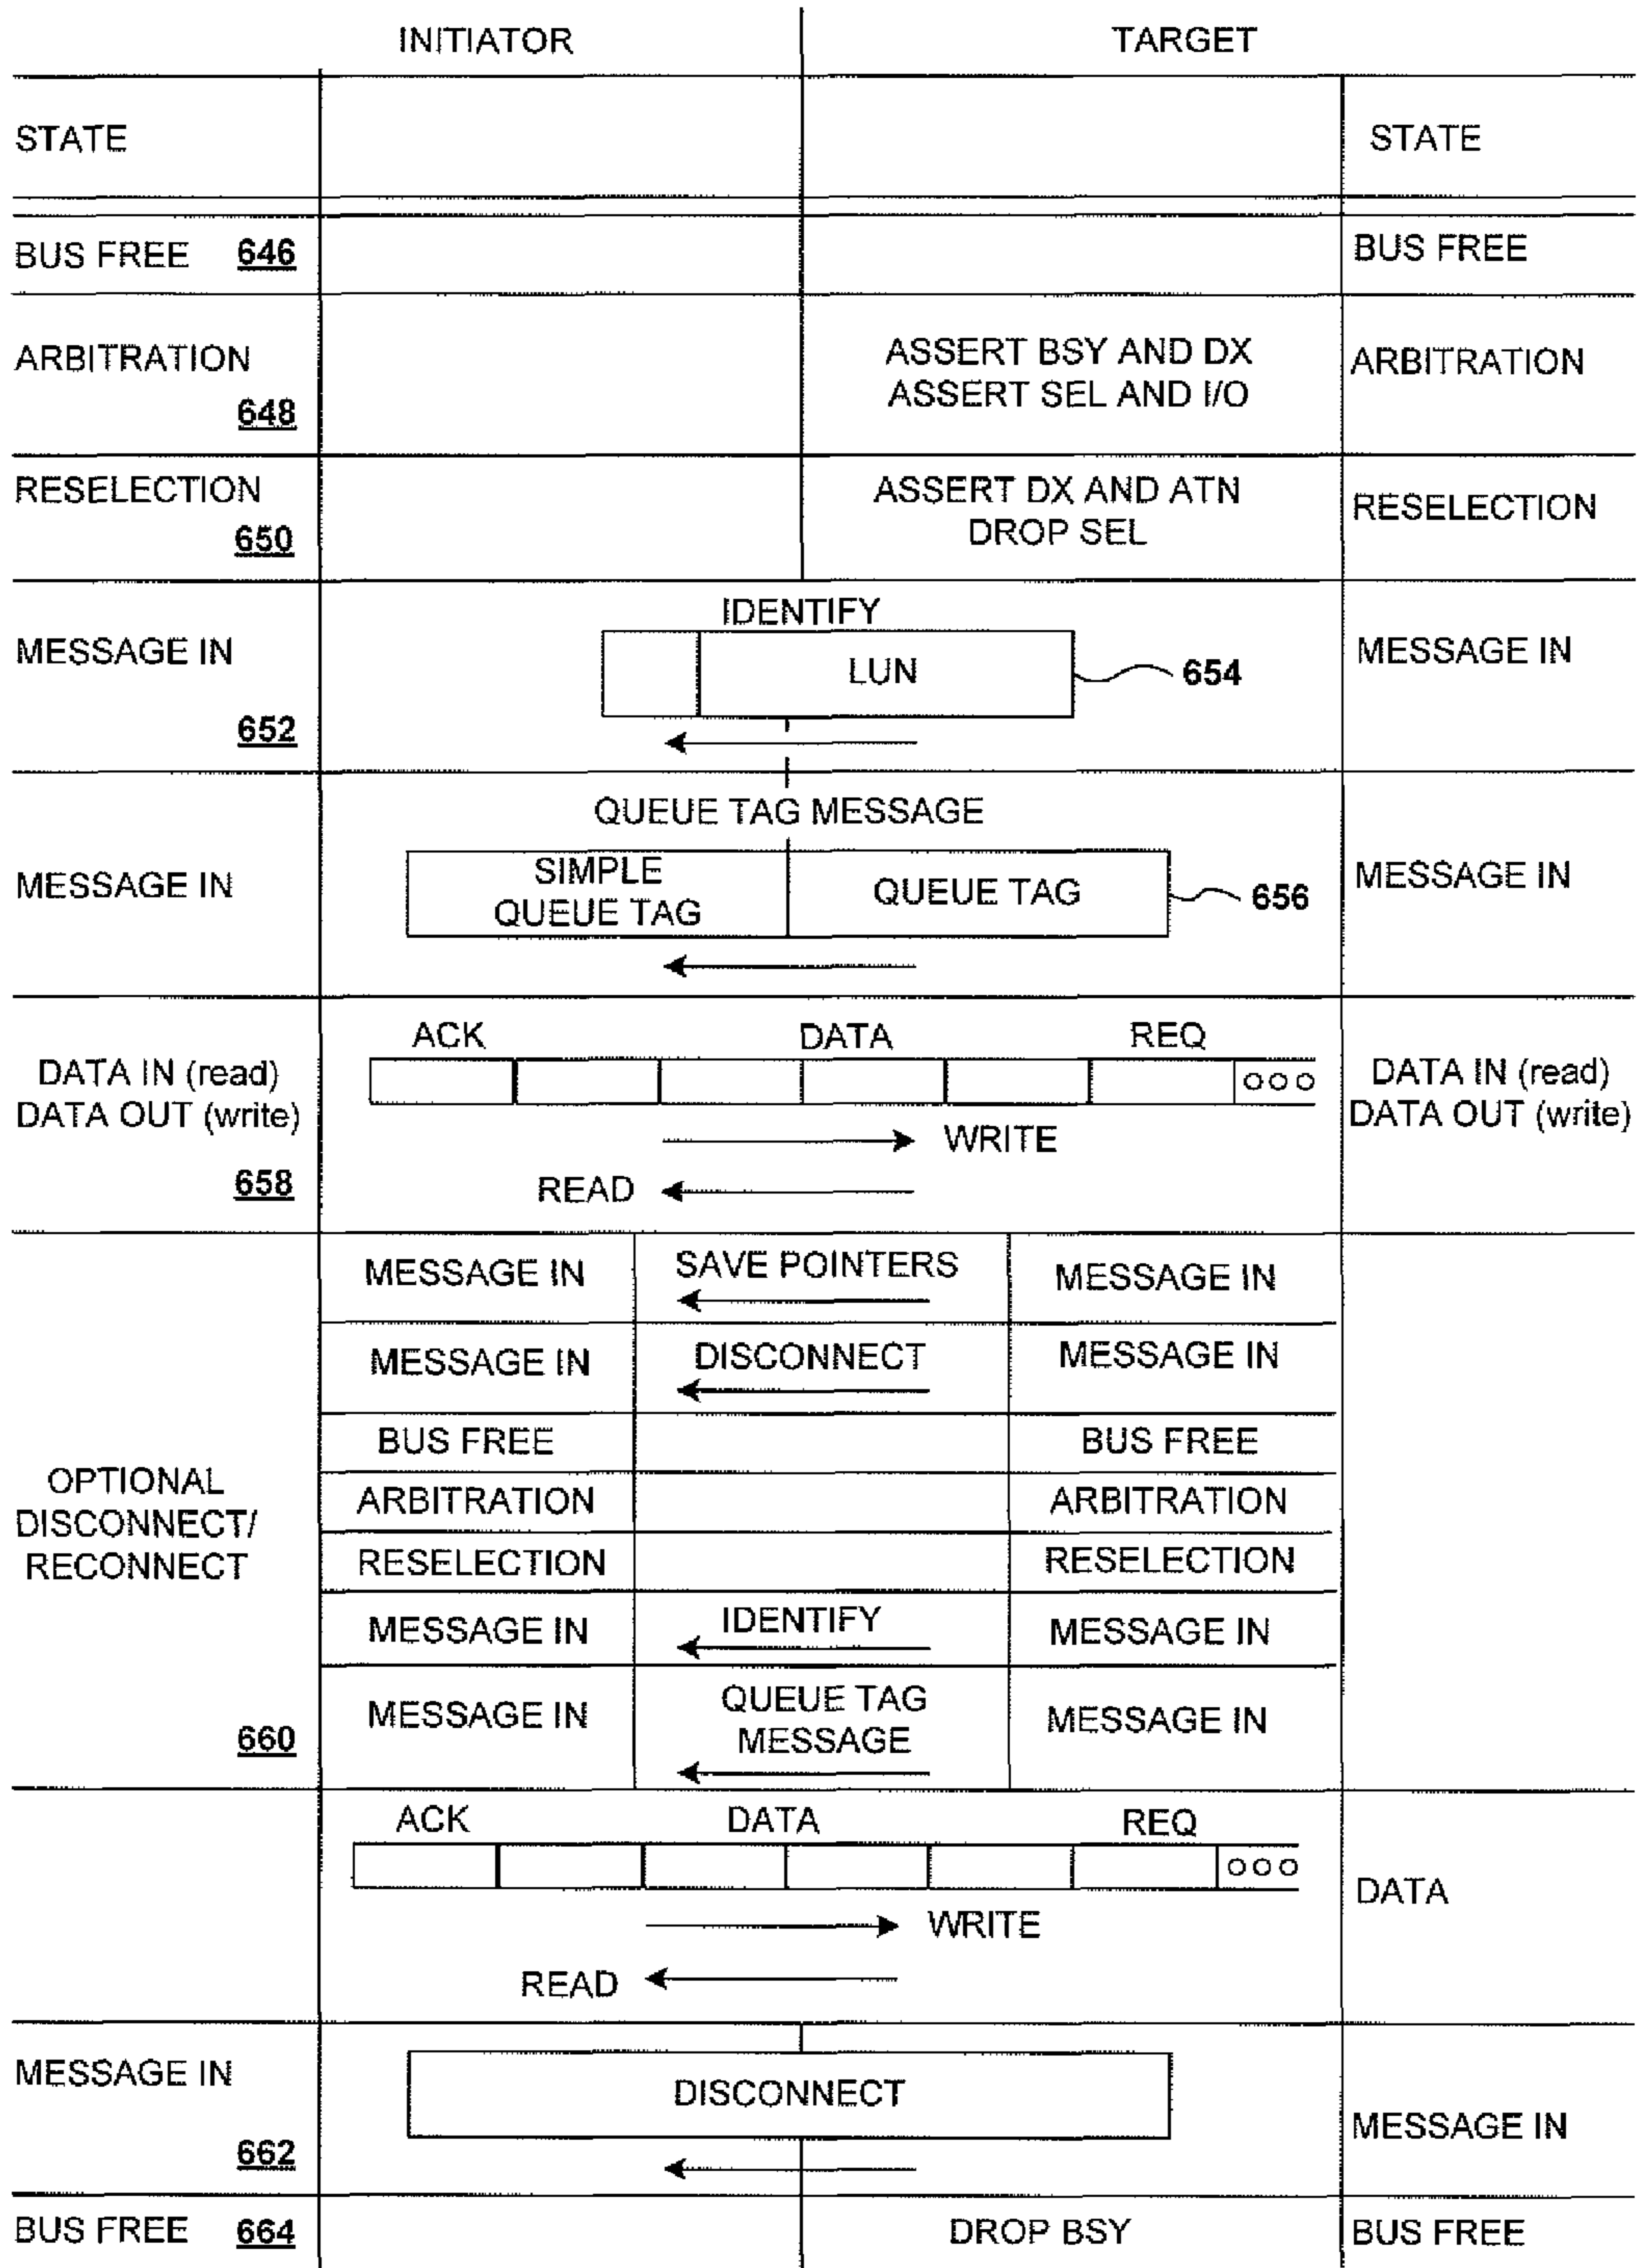 INITIATOR TARGET
STATE STATE
BUS FREE 646 BUS FREE
ARBITRATION 648 ASSERT BSY AND DX ARBITRATION
ASSERT SEL AND I/O
RESELECTION 650 ASSERT DX AND ATN RESELECTION
DROP SEL
IDENTIFY
MESSAGE IN LUN 654 MESSAGE IN
652
QUEUE TAG MESSAGE
MESSAGE IN SIMPLE QUEUE TAG QUEUE TAG 656 MESSAGE IN
ACK DATA REQ
DATA IN (read) DATA IN (read)
DATA OUT (write) WRITE DATA OUT (write)
658 READ
MESSAGE IN SAVE POINTERS MESSAGE IN
MESSAGE IN DISCONNECT MESSAGE IN
BUS FREE BUS FREE
OPTIONAL
DISCONNECT/
RECONNECT
ARBITRATION ARBITRATION
RESELECTION RESELECTION
MESSAGE IN IDENTIFY MESSAGE IN
660 MESSAGE IN QUEUE TAG MESSAGE MESSAGE IN
ACK DATA REQ
DATA
WRITE
READ
MESSAGE IN DISCONNECT MESSAGE IN
662
BUS FREE 664 DROP BSY BUS FREE